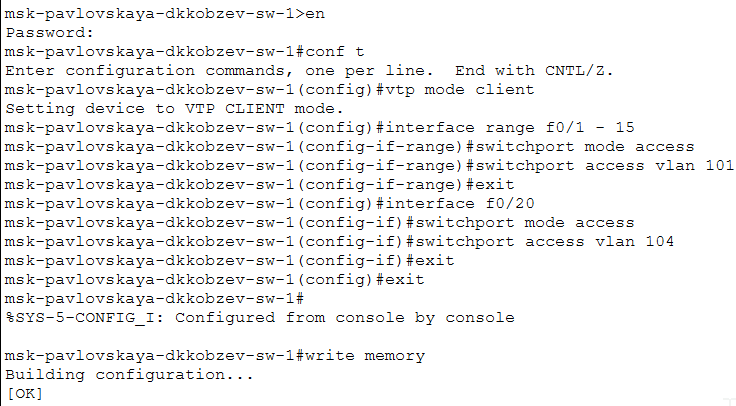 msk-pavlovskaya-dkkobzev-sw-1>en
Password:
msk-pavlovskaya-dkkobzev-sw-1#conf t
Enter configuration commands, one per line.  End with CNTL/Z.
msk-pavlovskaya-dkkobzev-sw-1(config)#vtp mode client
Setting device to VTP CLIENT mode.
msk-pavlovskaya-dkkobzev-sw-1(config)#interface range f0/1 - 15
msk-pavlovskaya-dkkobzev-sw-1(config-if-range)#switchport mode access
msk-pavlovskaya-dkkobzev-sw-1(config-if-range)#switchport access vlan 101
msk-pavlovskaya-dkkobzev-sw-1(config-if-range)#exit
msk-pavlovskaya-dkkobzev-sw-1(config)#interface f0/20
msk-pavlovskaya-dkkobzev-sw-1(config-if)#switchport mode access
msk-pavlovskaya-dkkobzev-sw-1(config-if)#switchport access vlan 104
msk-pavlovskaya-dkkobzev-sw-1(config-if)#exit
msk-pavlovskaya-dkkobzev-sw-1(config)#exit
msk-pavlovskaya-dkkobzev-sw-1#
%SYS-5-CONFIG_I: Configured from console by console
msk-pavlovskaya-dkkobzev-sw-1#write memory
Building configuration...
[OK]